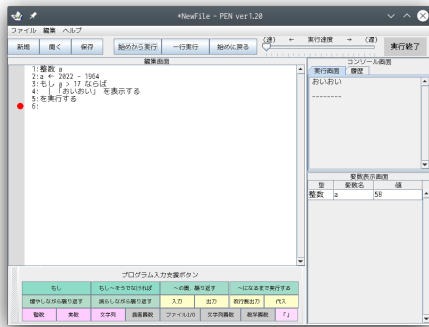 *NewFile - PEN ver1.20
ファイル 編集 ヘルプ
新規 開く 保存 始めから実行 一行実行 始めに戻る (速) ← 実行速度 → (遅) 実行終了
編集画面
1:整数 a
2:a ← 2022 - 1964
3:もし a > 17 ならば
4: | 「おいおい」 を表示する
5:を実行する
6:
コンソール画面
実行画面 履歴
おいおい
--------
変数表示画面
型 変数名 値
整数 a 58
プログラム入力支援ボタン
もし もし～そうでなければ ～の間,繰り返す ～になるまで実行する
増やしながら繰り返す 減らしながら繰り返す 入力 出力 改行無出力 代入
整数 実数 文字列 描画関数 ファイルI/O 文字列関数 数学関数 「」